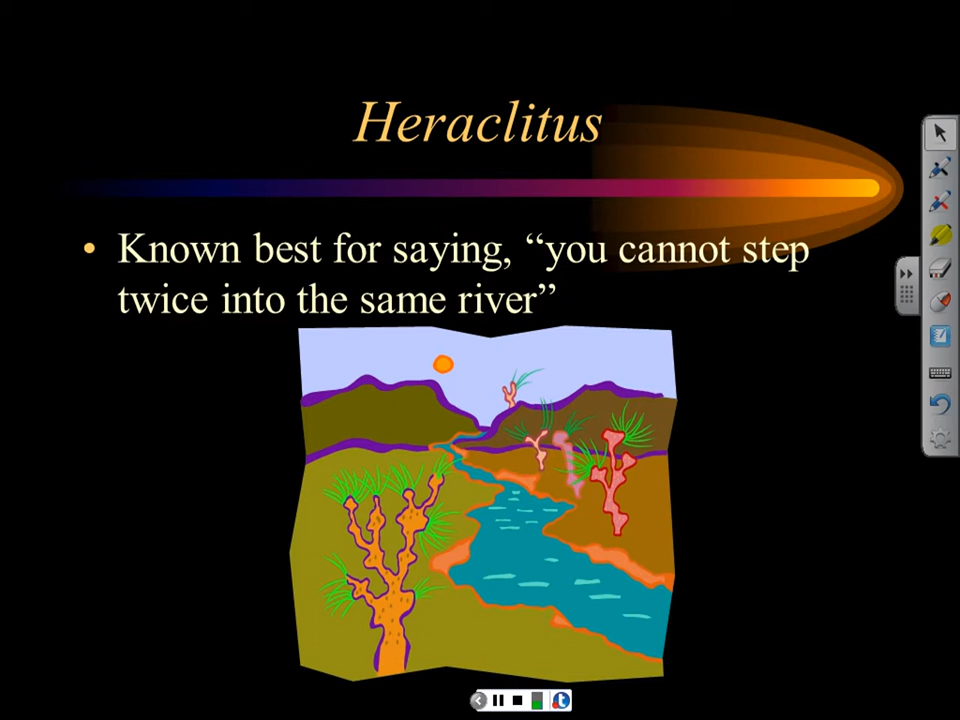 Heraclitus
• Known best for saying, “you cannot step
twice into the same river”